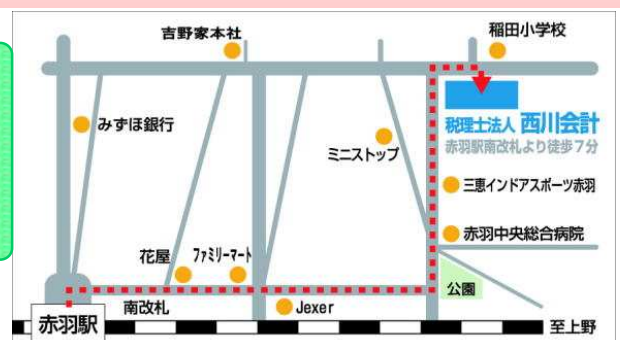 吉野家本社
稲田小学校
みずほ銀行
ミニストップ
税理士法人 西川会計
赤羽駅南改札より徒歩7分
三恵インドアスポーツ赤羽
赤羽中央総合病院
花屋
ファミリーマート
公園
南改札
Jexer
赤羽駅
至上野